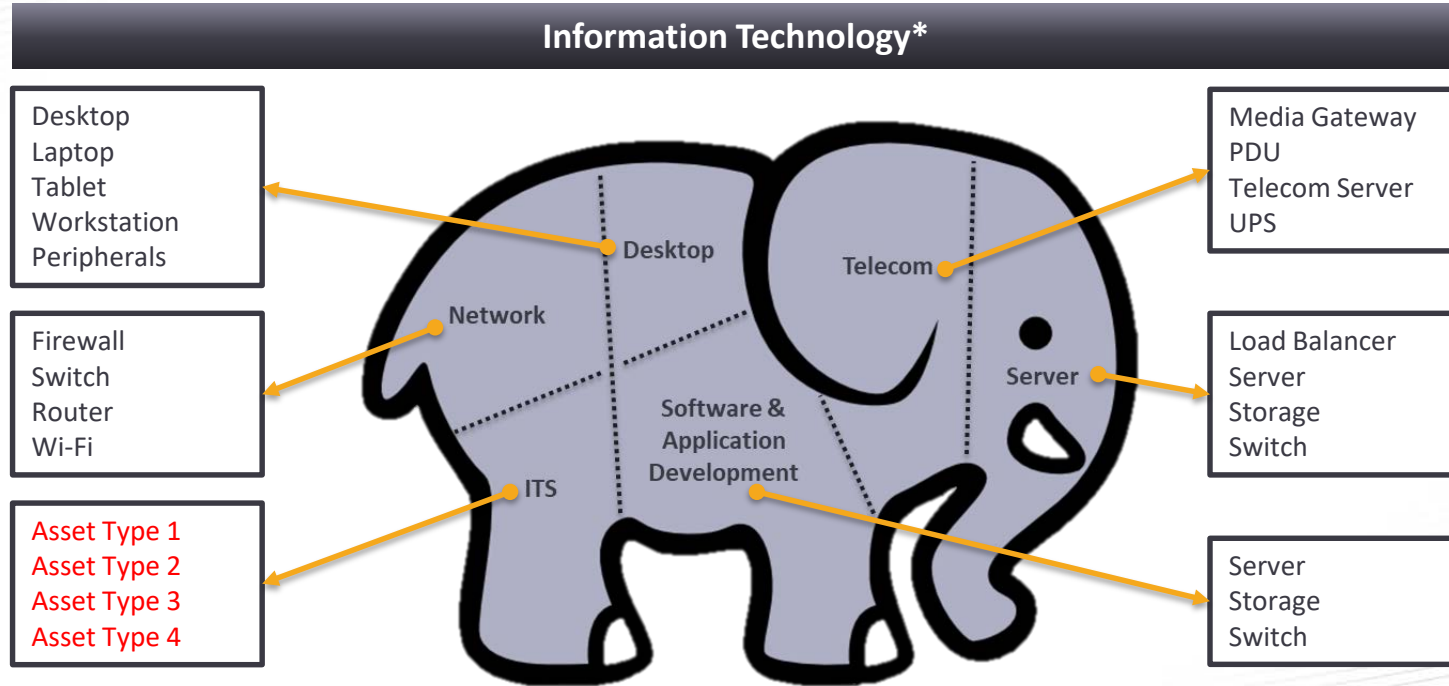 Information Technology*
Desktop
Laptop
Tablet
Workstation
Peripherals
Firewall
Switch
Router
Wi-Fi
Asset Type 1
Asset Type 2
Asset Type 3
Asset Type 4
Desktop
Network
ITS
Software &
Application
Development
Telecom
Server
Media Gateway
PDU
Telecom Server
UPS
Load Balancer
Server
Storage
Switch
Server
Storage
Switch